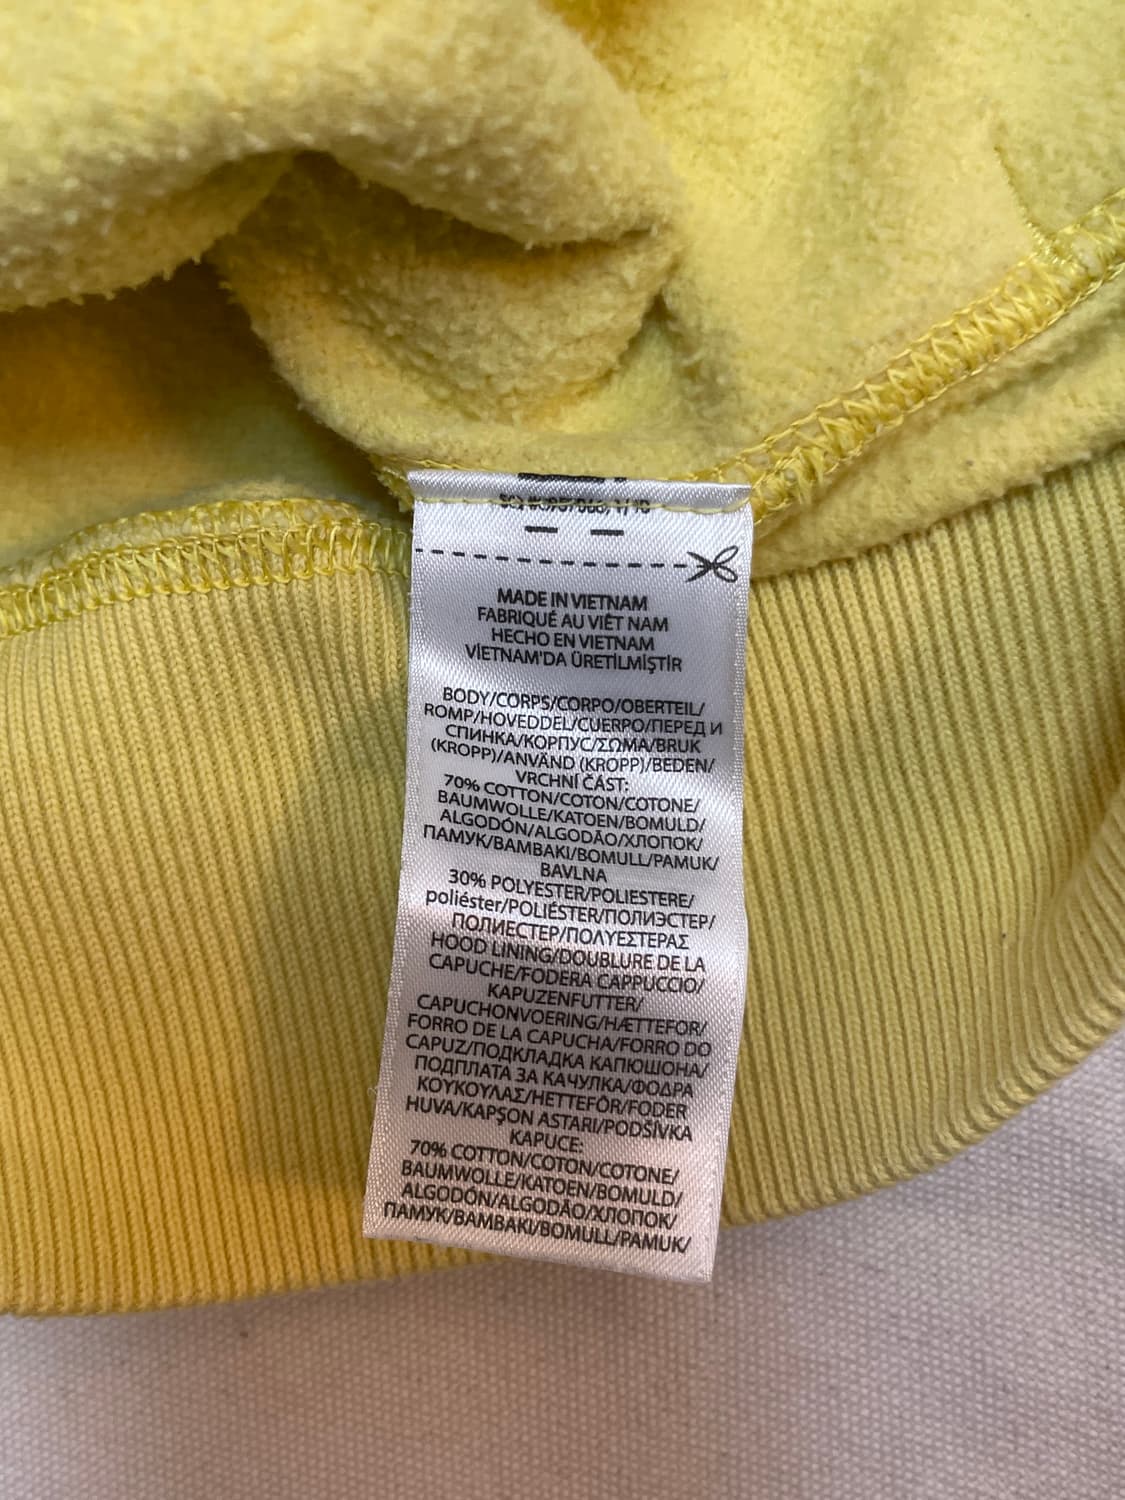 MADE IN VIETNAM
FABRIQUÉ AU VIÊT NAM
HECHO EN VIETNAM
VİETNAM'DA ÜRETİLMİŞTİR
BODY/CORPS/CORPO/OBERTEIL/
ROMP/HOVEDDEL/CUERPO/ПЕРЕД И
СПИНКА/КОРПУС/ΣΩΜΑ/BRUK
(KROPP)/ANVÄND (KROPP)/BEDEN/
VRCHNÍ ČÁST:
70% COTTON/COTON/COTONE/
BAUMWOLLE/KATOEN/BOMULD/
ALGODÓN/ALGODÃO/ХЛОПОК/
ПАМУК/BAMBAKI/BOMULL/PAMUK/
BAVLNA
30% POLYESTER/POLIESTERE/
poliéster/POLIÉSTER/ПОЛИЭСТЕР/
ПОЛИЕСТЕР/ΠΟΛΥΕΣΤΕΡΑΣ
HOOD LINING/DOUBLURE DE LA
CAPUCHE/FODERA CAPPUCCIO/
KAPUZENFUTTER/
CAPUCHONVOERING/HÆTTEFOR/
FORRO DE LA CAPUCHA/FORRO DO
CAPUZ/ПОДКЛАДКА КАПЮШОНА/
ПОДПЛАТА ЗА КАЧУЛКА/ΦΟΔΡΑ
ΚΟΥΚΟΥΛΑΣ/HETTEFÔR/FODER
HUVA/KAPŞON ASTARI/PODŠÍVKA
KAPUCE:
70% COTTON/COTON/COTONE/
BAUMWOLLE/KATOEN/BOMULD/
ALGODÓN/ALGODÃO/ХЛОПОК/
ПАМУК/BAMBAKI/BOMULL/PAMUK/